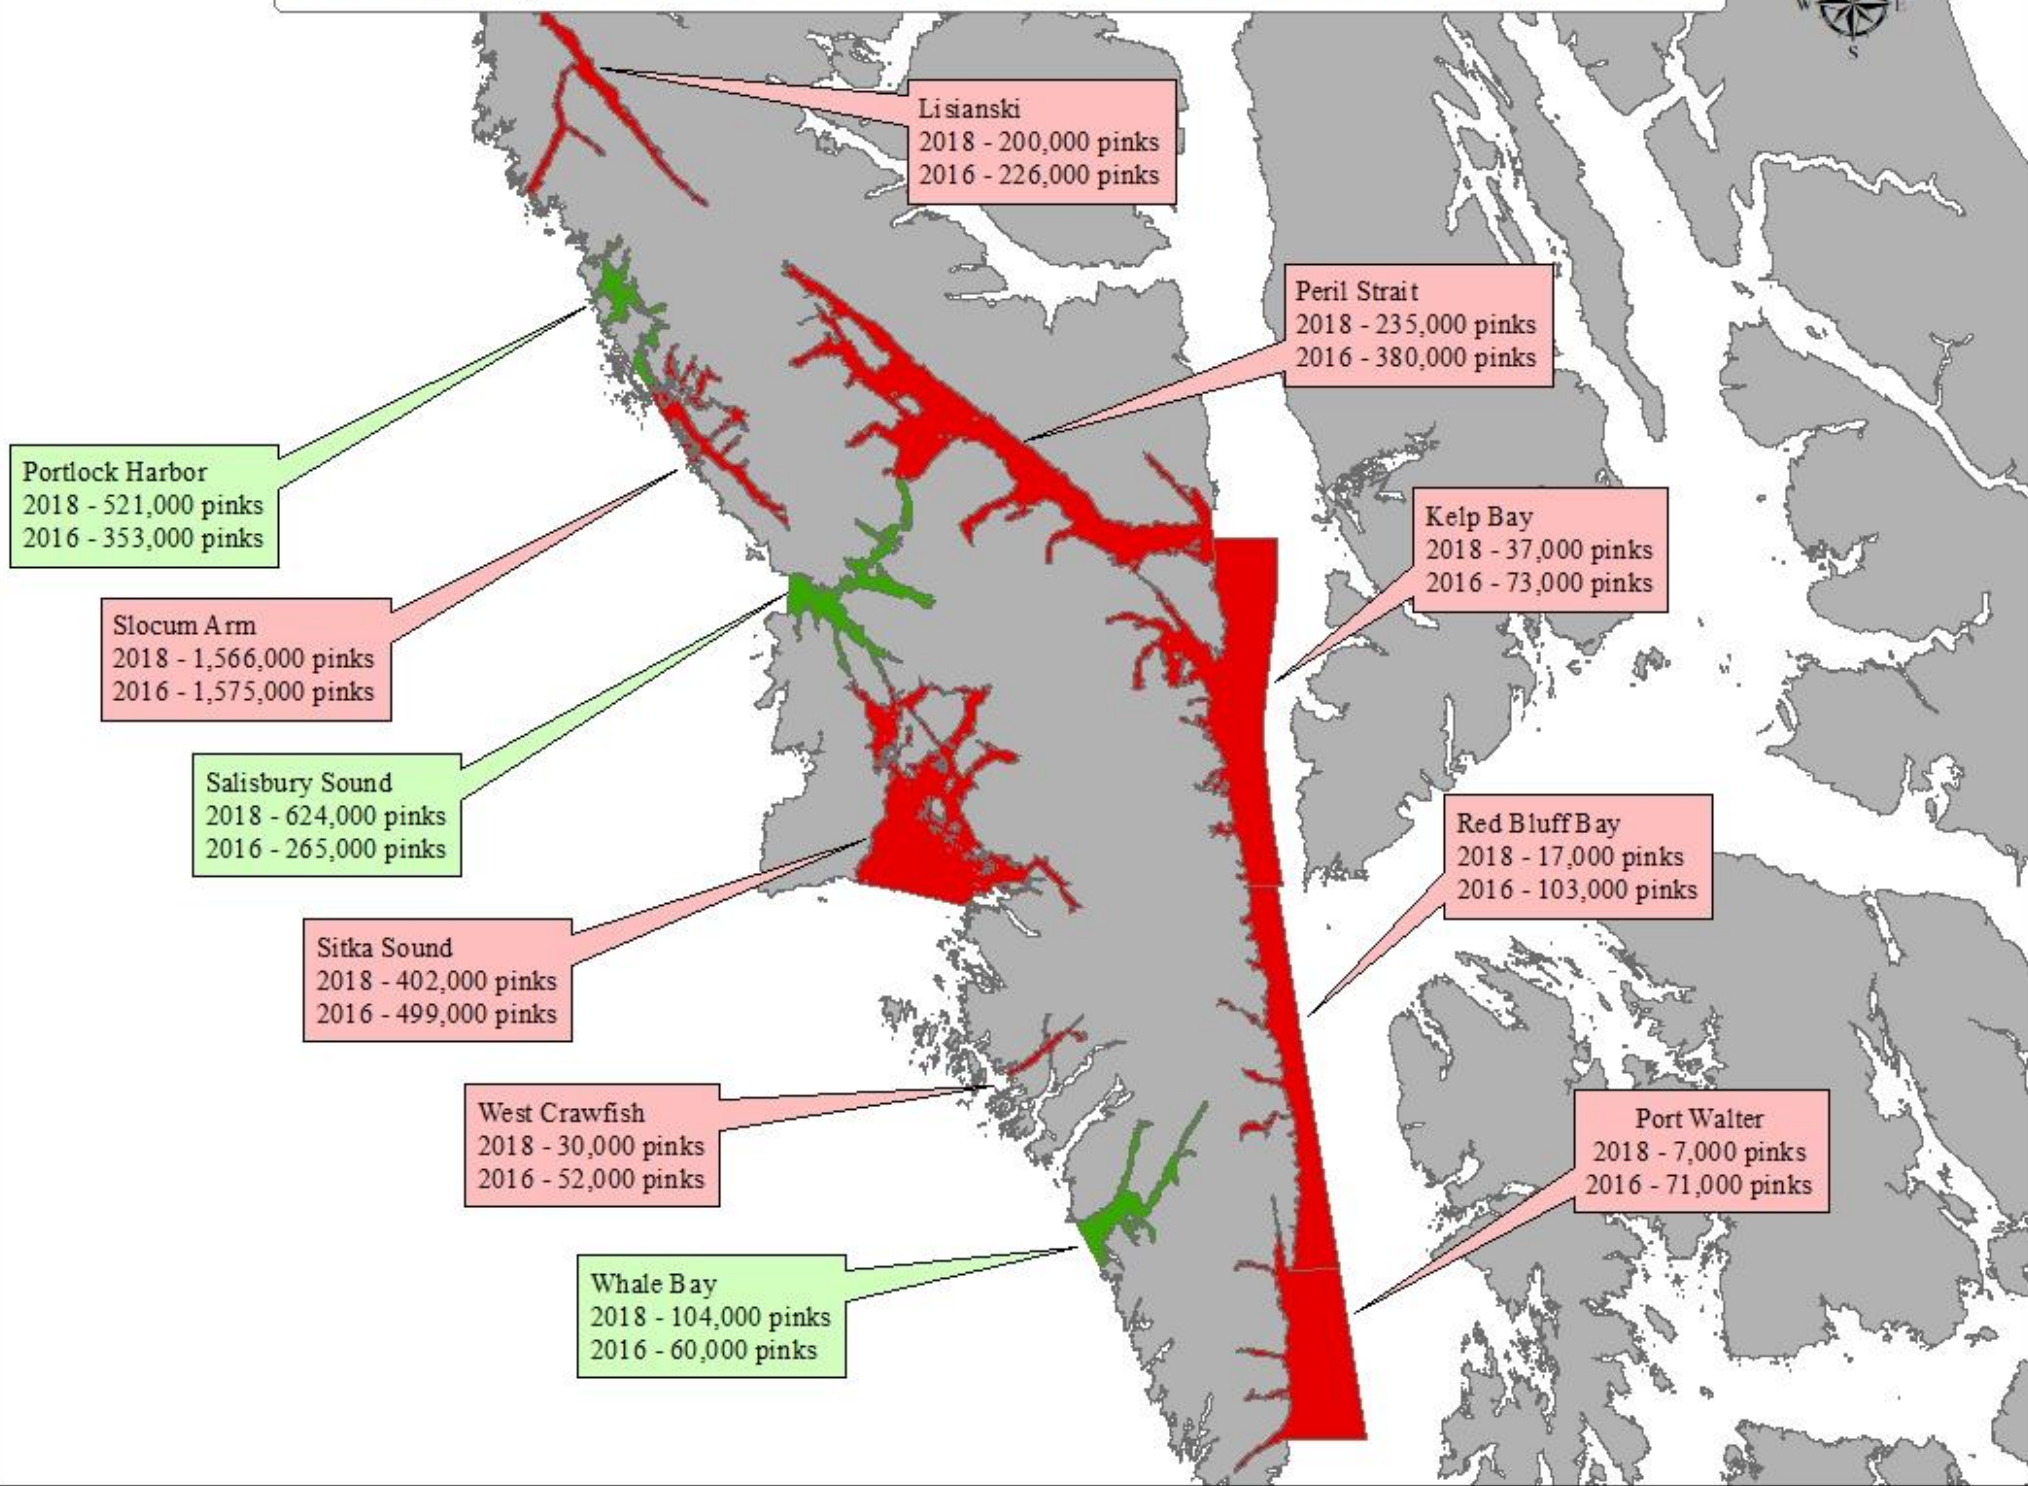 W E
S
Lisianski
2018 - 200,000 pinks
2016 - 226,000 pinks
Peril Strait
2018 - 235,000 pinks
2016 - 380,000 pinks
Portlock Harbor
2018 - 521,000 pinks
2016 - 353,000 pinks
Kelp Bay
2018 - 37,000 pinks
2016 - 73,000 pinks
Slocum Arm
2018 - 1,566,000 pinks
2016 - 1,575,000 pinks
Salisbury Sound
2018 - 624,000 pinks
2016 - 265,000 pinks
Red Bluff Bay
2018 - 17,000 pinks
2016 - 103,000 pinks
Sitka Sound
2018 - 402,000 pinks
2016 - 499,000 pinks
West Crawfish
2018 - 30,000 pinks
2016 - 52,000 pinks
Port Walter
2018 - 7,000 pinks
2016 - 71,000 pinks
Whale Bay
2018 - 104,000 pinks
2016 - 60,000 pinks